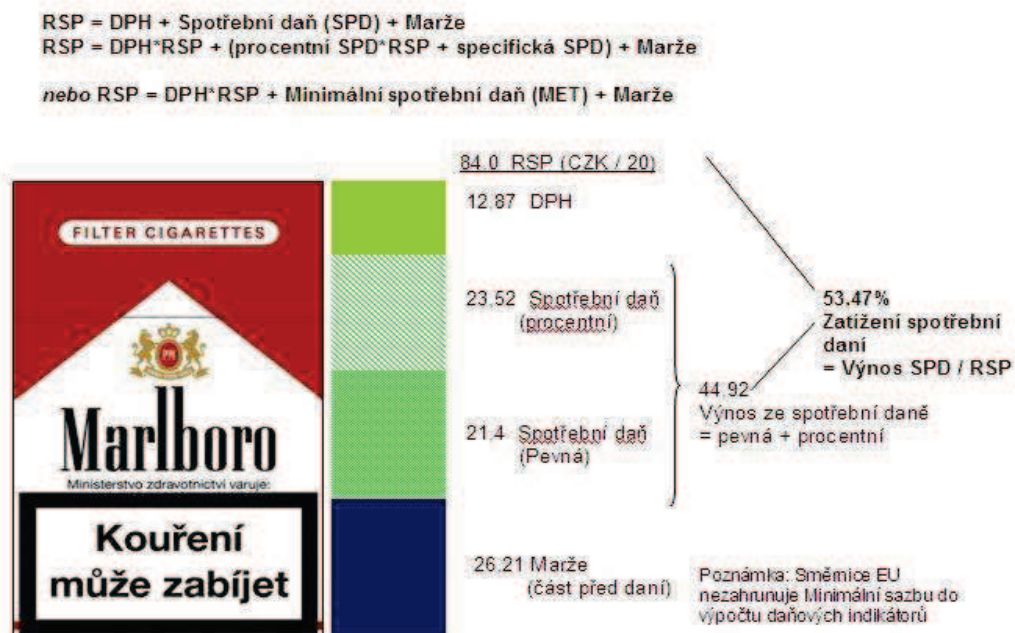 RSP = DPH + Spotřební daň (SPD) + Marže
RSP = DPH*RSP + (procentní SPD*RSP + specifická SPD) + Marže
nebo RSP = DPH*RSP + Minimální spotřební daň (MET) + Marže
84.0 RSP (CZK / 20)
12.87 DPH
23.52 Spotřební daň
(procentní)
21.4 Spotřební daň
(Pevná)
26.21 Marže
(část před daní)
44.92
Výnos ze spotřební daně
= pevná + procentní
53.47%
Zatížení spotřební
daní
= Výnos SPD / RSP
Poznámka: Směrnice EU
nezahrunuje Minimální sazbu do
výpočtu daňových indikátorů
FILTER CIGARETTES
PM
Marlboro
Ministerstvo zdravotnictví varuje:
Kouření
může zabíjet